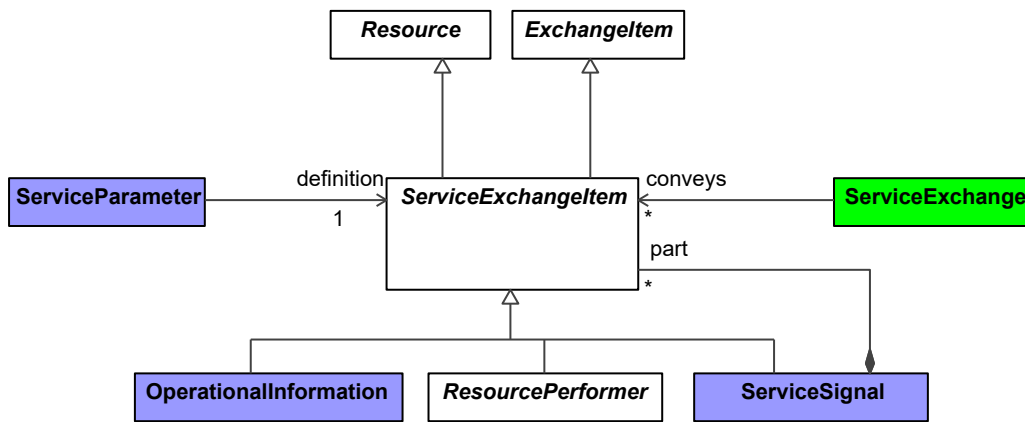 Resource
ExchangeItem
definition
conveys
ServiceParameter
ServiceExchangeItem
ServiceExchange
1
*
part
*
OperationalInformation
ResourcePerformer
ServiceSignal